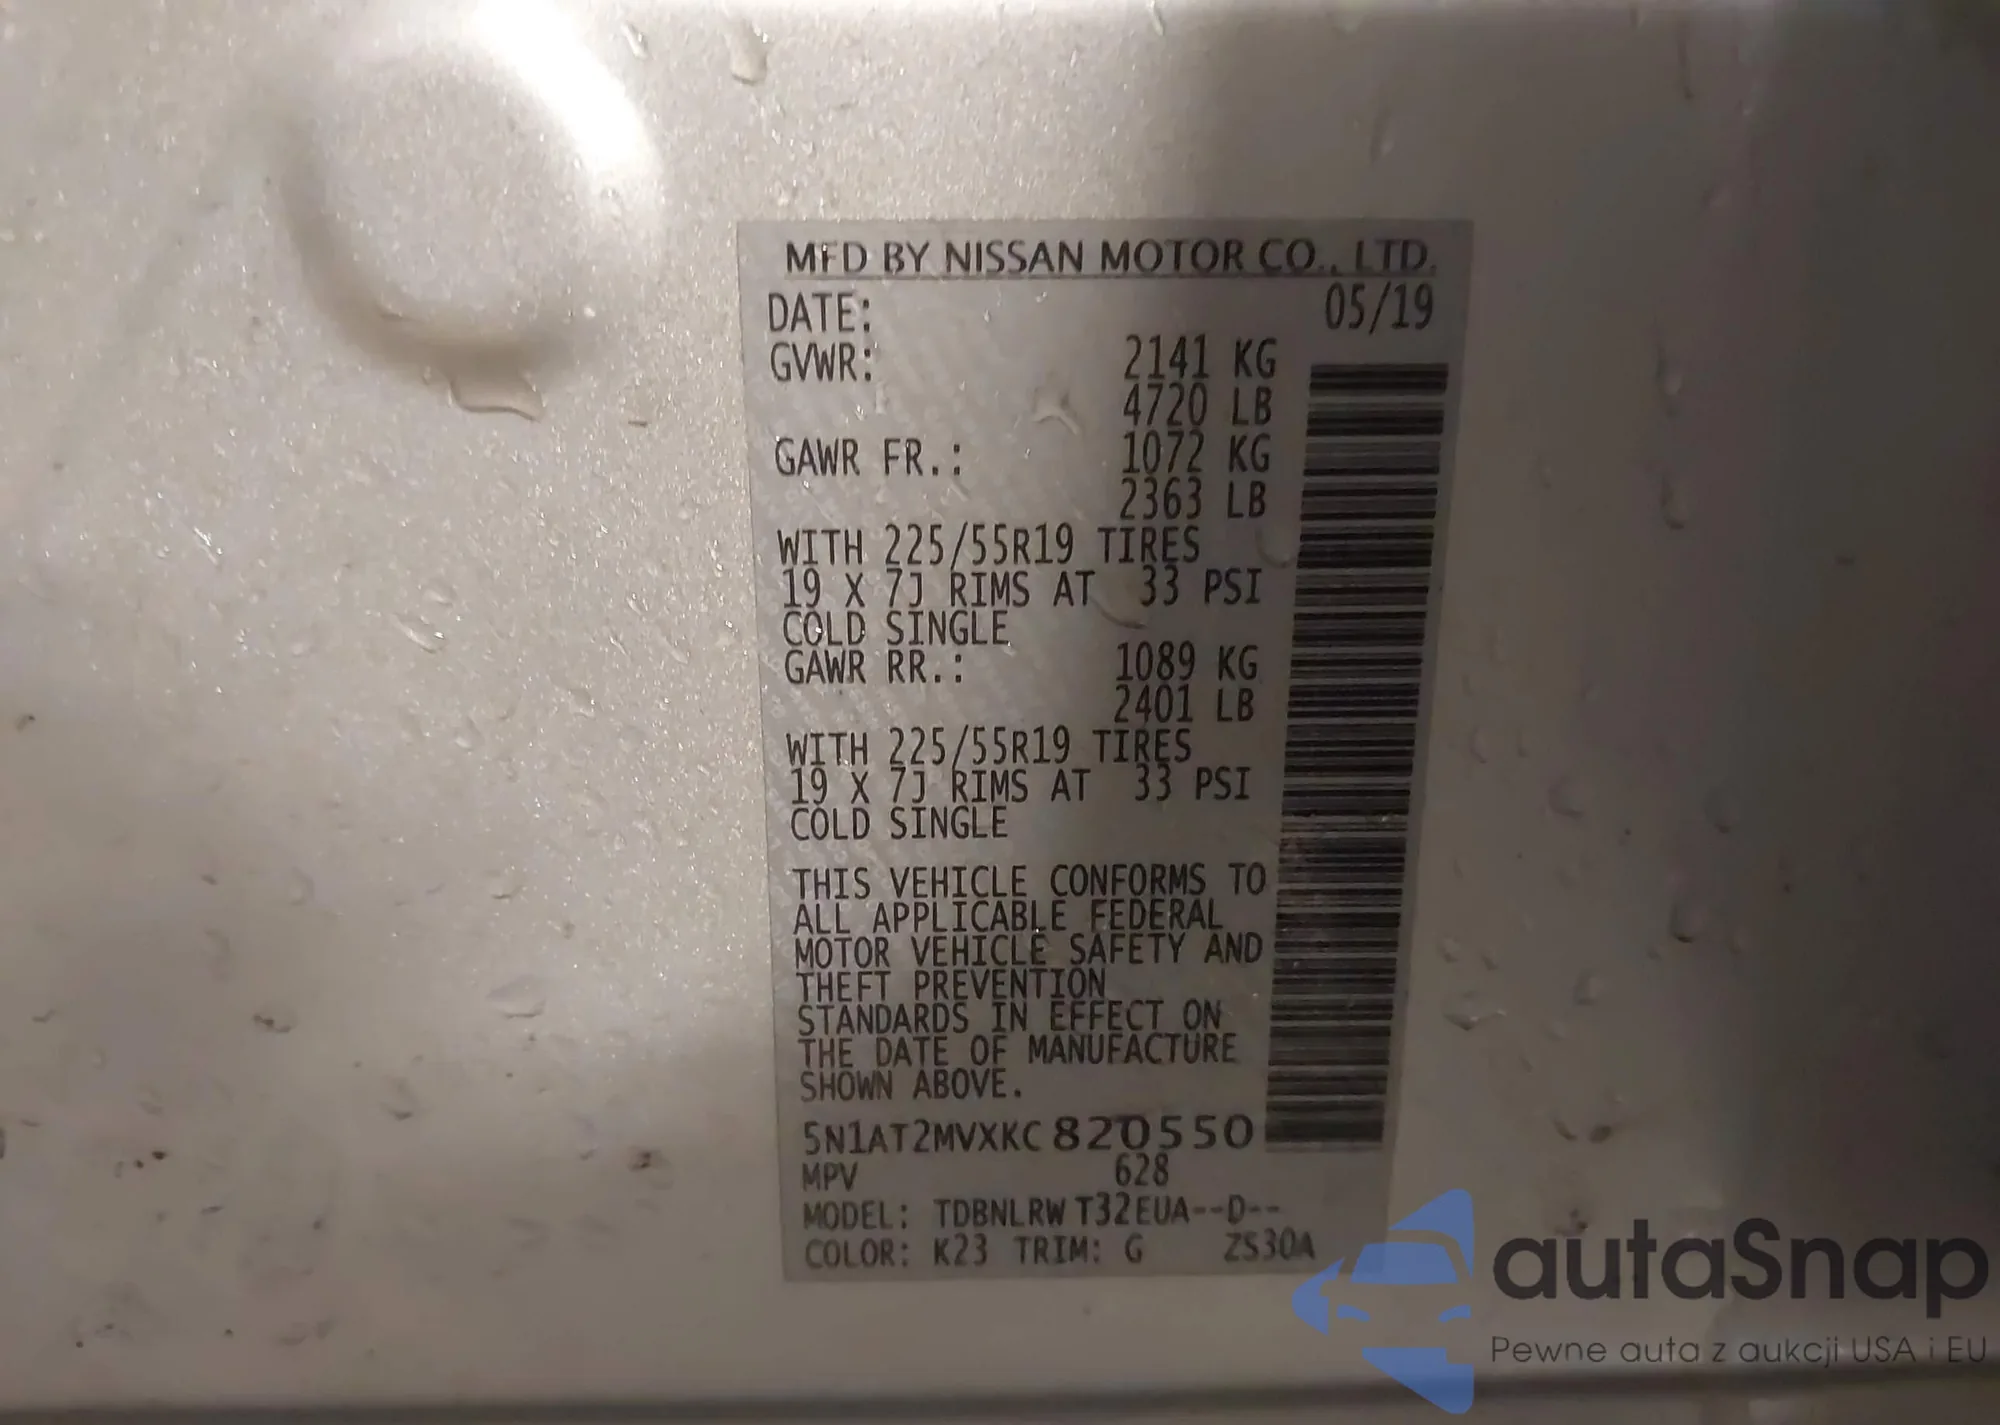 MFD BY NISSAN MOTOR CO., LTD.
DATE: 05/19
GVWR: 2141 KG
4720 LB
GAWR FR.: 1072 KG
2363 LB
WITH 225/55R19 TIRES
19 X 7J RIMS AT 33 PSI
COLD SINGLE
GAWR RR.: 1089 KG
2401 LB
WITH 225/55R19 TIRES
19 X 7J RIMS AT 33 PSI
COLD SINGLE
THIS VEHICLE CONFORMS TO
ALL APPLICABLE FEDERAL
MOTOR VEHICLE SAFETY AND
THEFT PREVENTION
STANDARDS IN EFFECT ON
THE DATE OF MANUFACTURE
SHOWN ABOVE.
5N1AT2MVXKC820550
MPV 628
MODEL: TDBNLRW T32EUA--D--
COLOR: K23 TRIM: G ZS30A
autaSnap
Pewne auta z aukcji USA i EU